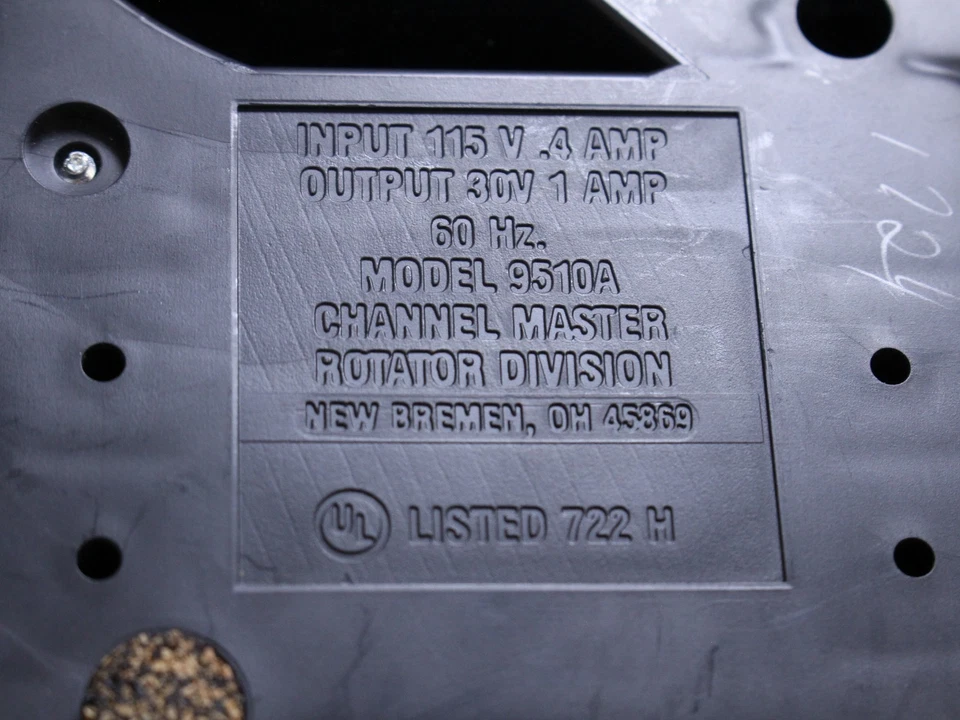 INPUT 115 V .4 AMP
OUTPUT 30V 1 AMP
60 Hz.
MODEL 9510A
CHANNEL MASTER
ROTATOR DIVISION
NEW BREMEN, OH 45869
UL LISTED 722 H